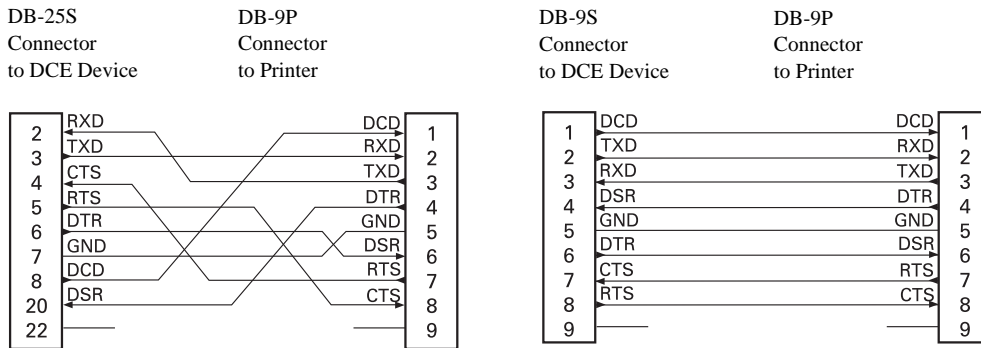 DB-25S
Connector
to DCE Device
DB-9P
Connector
to Printer
2 RXD DCD 1
3 TXD RXD 2
4 CTS TXD 3
5 RTS DTR 4
6 DTR GND 5
7 GND DSR 6
8 DCD RTS 7
20 DSR CTS 8
22 9
DB-9S
Connector
to DCE Device
DB-9P
Connector
to Printer
1 DCD DCD 1
2 TXD RXD 2
3 RXD TXD 3
4 DSR DTR 4
5 GND GND 5
6 DTR DSR 6
7 CTS RTS 7
8 RTS CTS 8
9 9